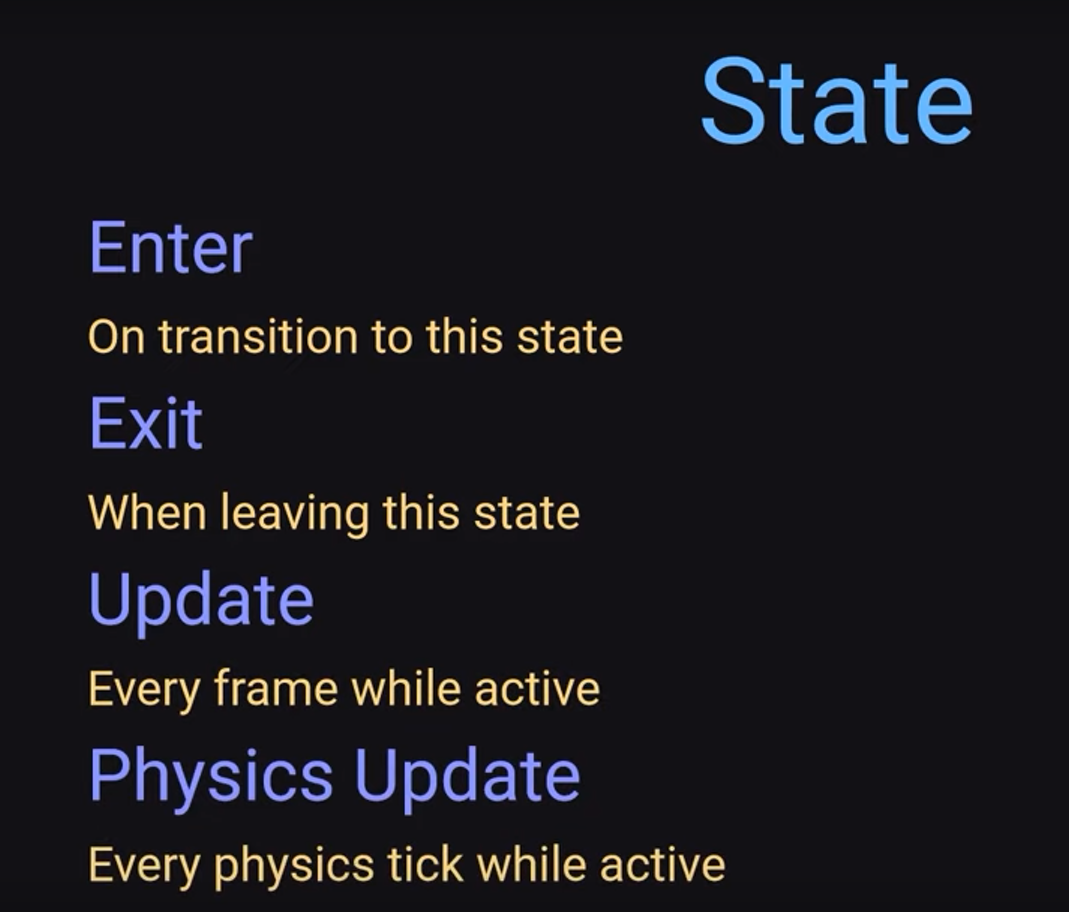 State
Enter
On transition to this state
Exit
When leaving this state
Update
Every frame while active
Physics Update
Every physics tick while active